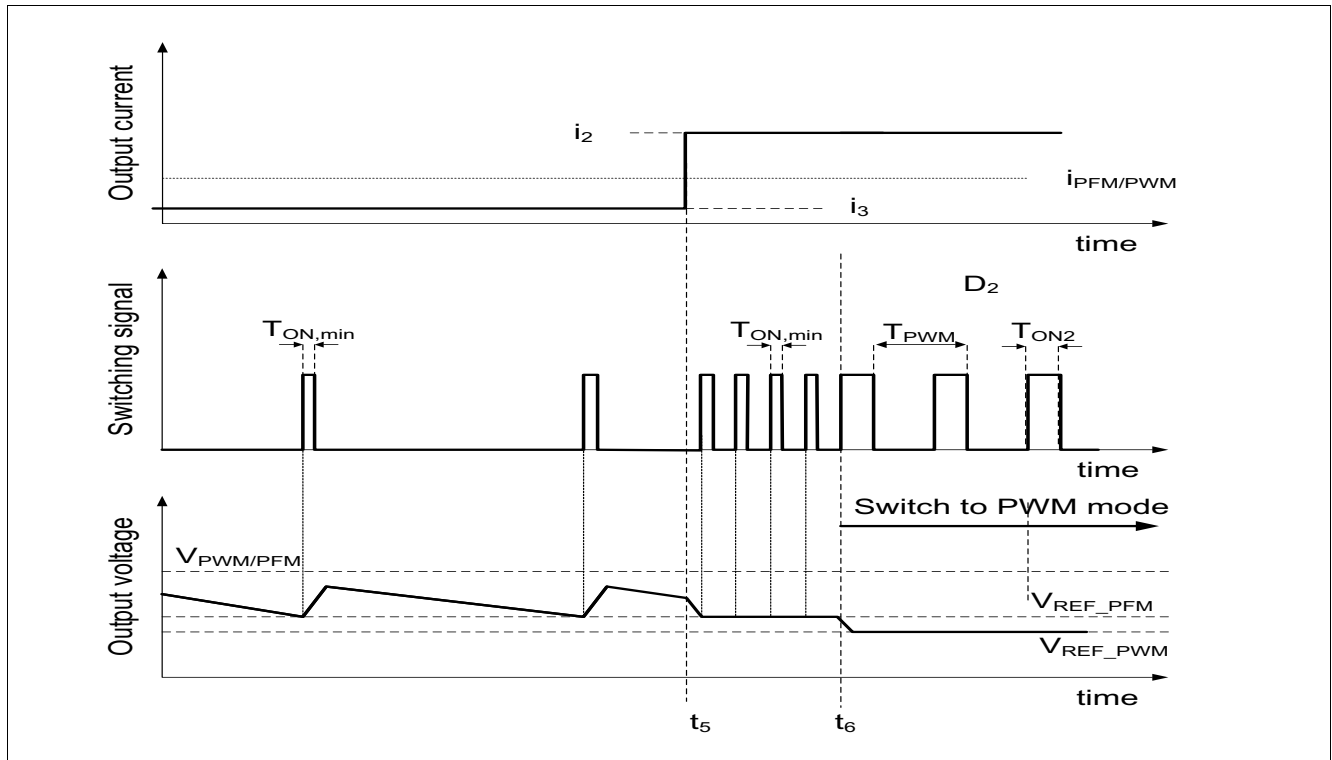 Output current
i2
iPFM/PWM
i3
time
Switching signal
D2
TON,min
TON,min
TPWM
TON2
time
Output voltage
Switch to PWM mode
VPWM/PFM
VREF_PFM
VREF_PWM
time
t5
t6